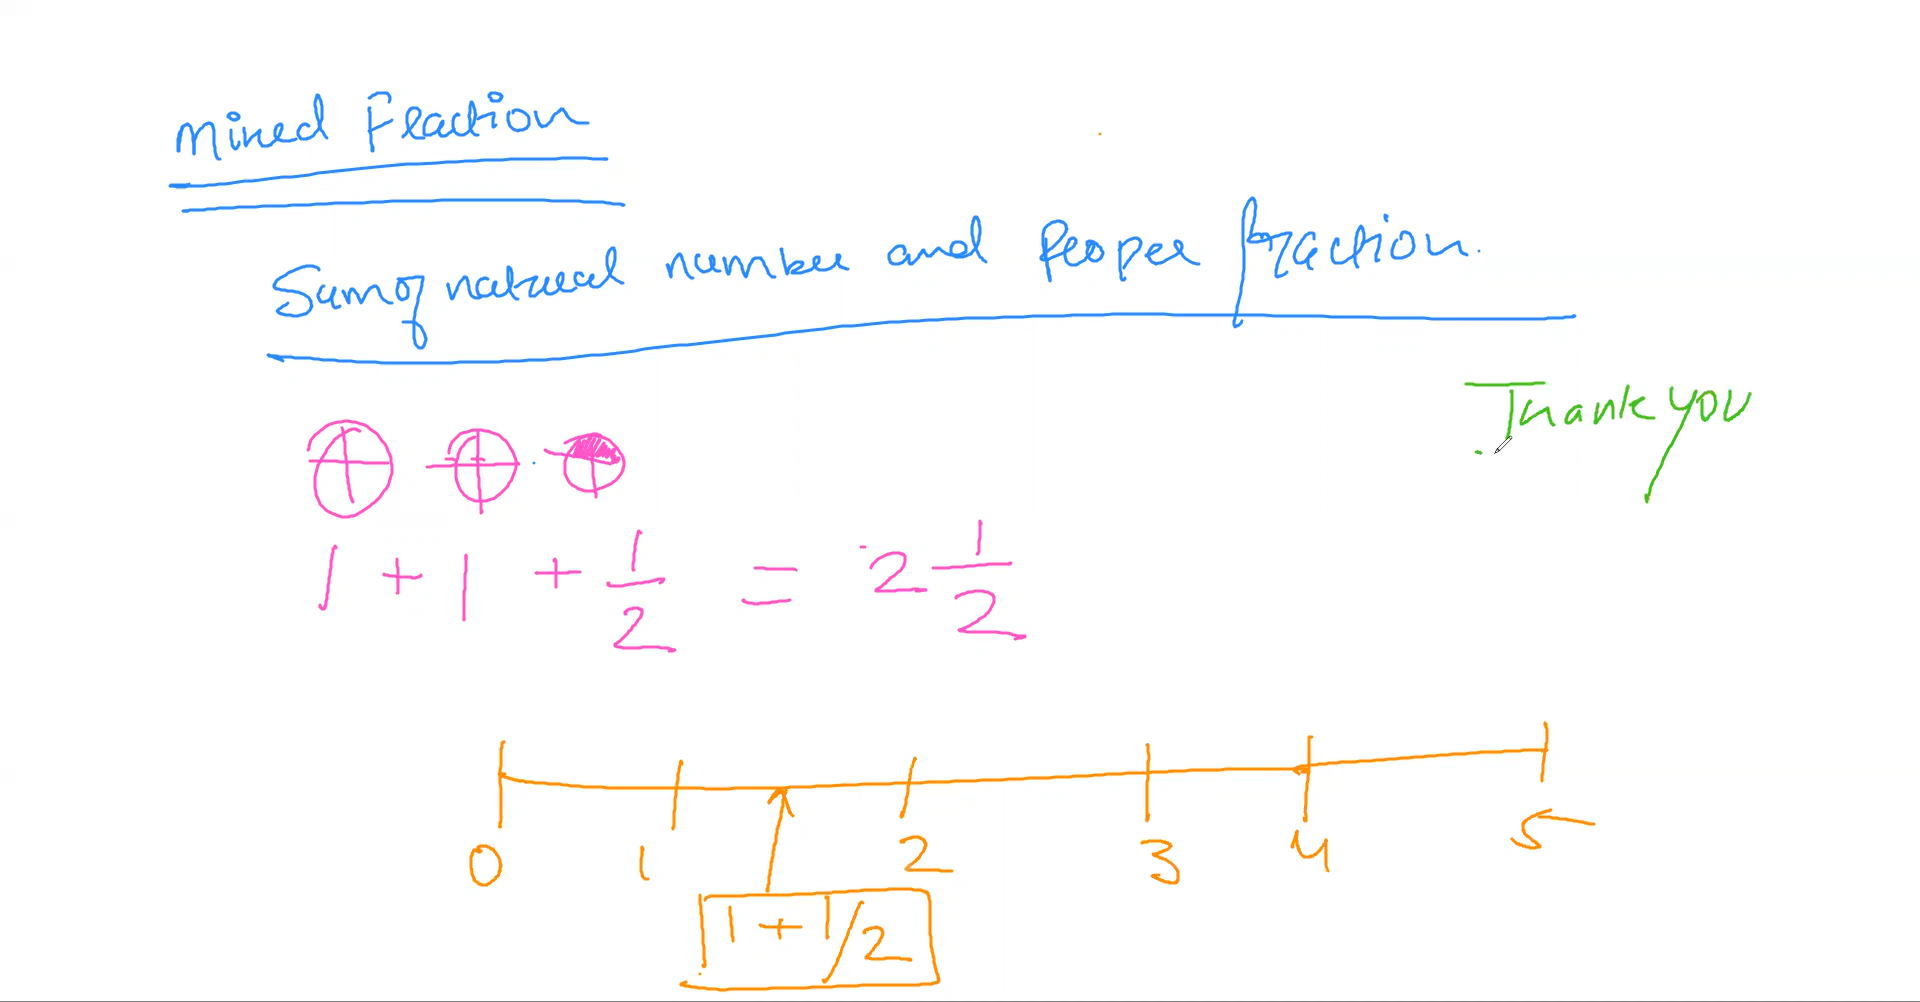 Mixed Fraction
Sum of natural number and Proper fraction.
Thank you
1 + 1 + 1/2 = 2 1/2
0 1 2 3 4 5
1 + 1/2